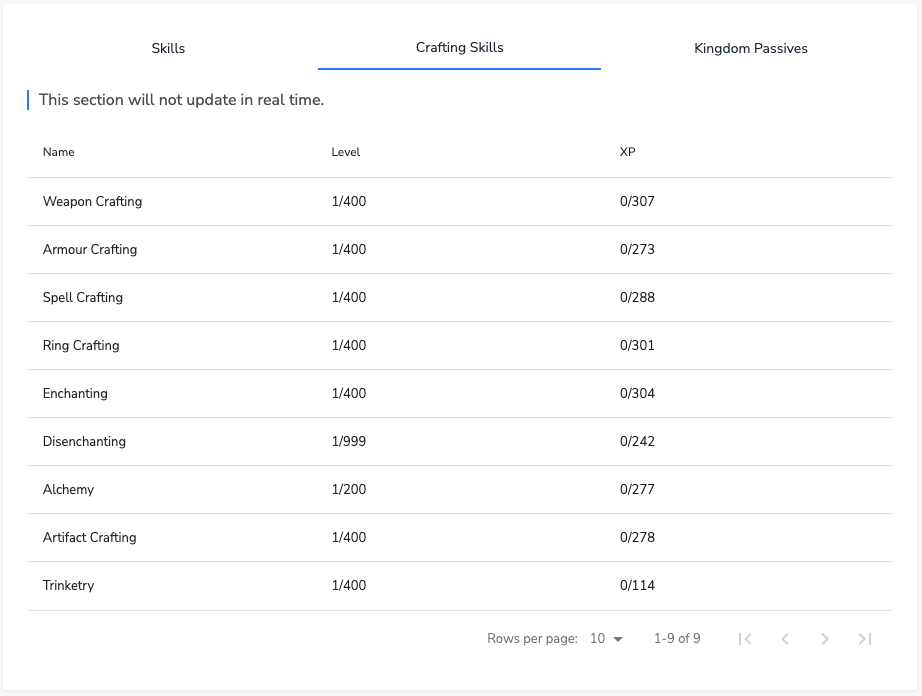 Skills Crafting Skills Kingdom Passives
This section will not update in real time.
Name Level XP
Weapon Crafting 1/400 0/307
Armour Crafting 1/400 0/273
Spell Crafting 1/400 0/288
Ring Crafting 1/400 0/301
Enchanting 1/400 0/304
Disenchanting 1/999 0/242
Alchemy 1/200 0/277
Artifact Crafting 1/400 0/278
Trinketry 1/400 0/114
Rows per page: 10 1-9 of 9